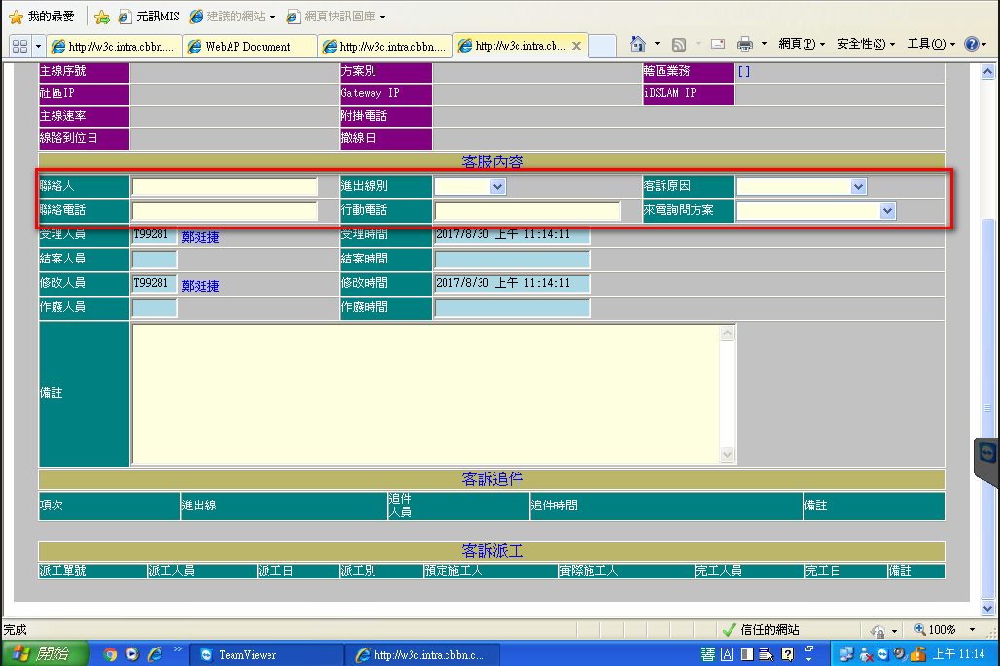 我的最愛 元訊MIS 建議的網站 網頁快訊圖庫
http://w3c.intra.cbbn.... WebAP Document http://w3c.intra.cbbn.... http://w3c.intra.cb... 網頁(P) 安全性(S) 工具(O)
主線序號 方案別 轄區業務 [ ]
社區IP Gateway IP iDSLAM IP
主線速率 附掛電話
線路到位日 撤線日
客服內容
聯絡人 進出線別 客訴原因
聯絡電話 行動電話 來電詢問方案
受理人員 T99281 鄭挺捷 受理時間 2017/8/30 上午 11:14:11
結案人員 結案時間
修改人員 T99281 鄭挺捷 修改時間 2017/8/30 上午 11:14:11
作廢人員 作廢時間
備註
客訴追件
項次 進出線 追件人員 追件時間 備註
客訴派工
派工單號 派工人員 派工日 派工別 預定施工人 實際施工人 完工人員 完工日 備註
完成 信任的網站 100%
開始 TeamViewer http://w3c.intra.cbbn.c... A 上午 11:14